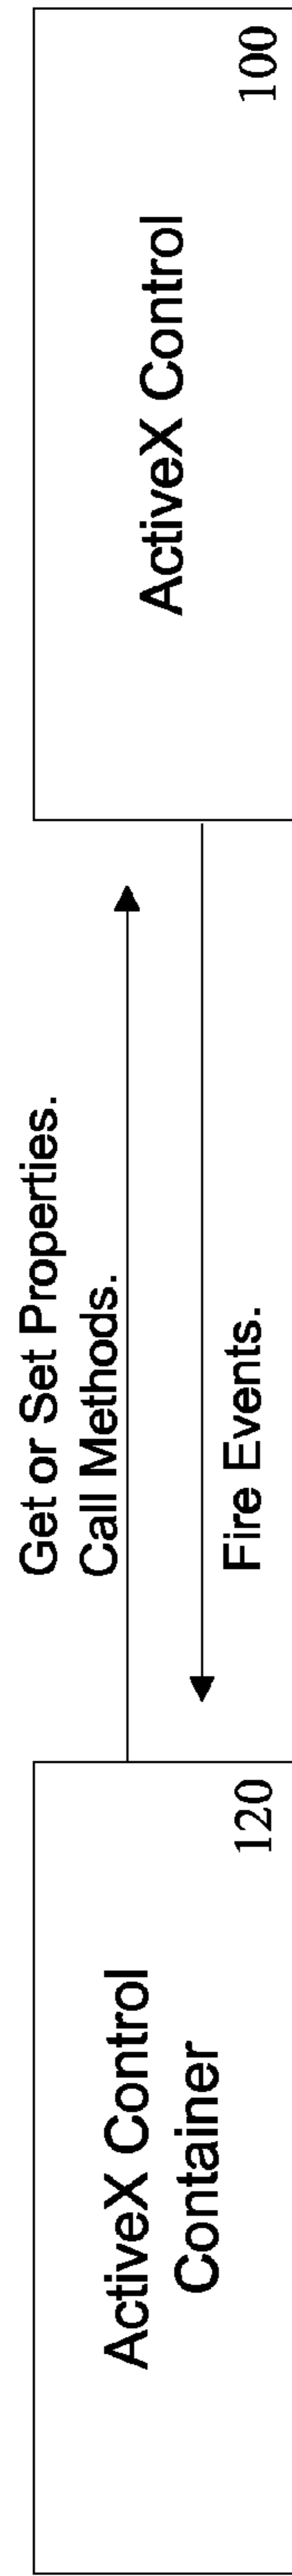 ActiveX Control
Container
120
Get or Set Properties.
Call Methods.
Fire Events.
ActiveX Control
100